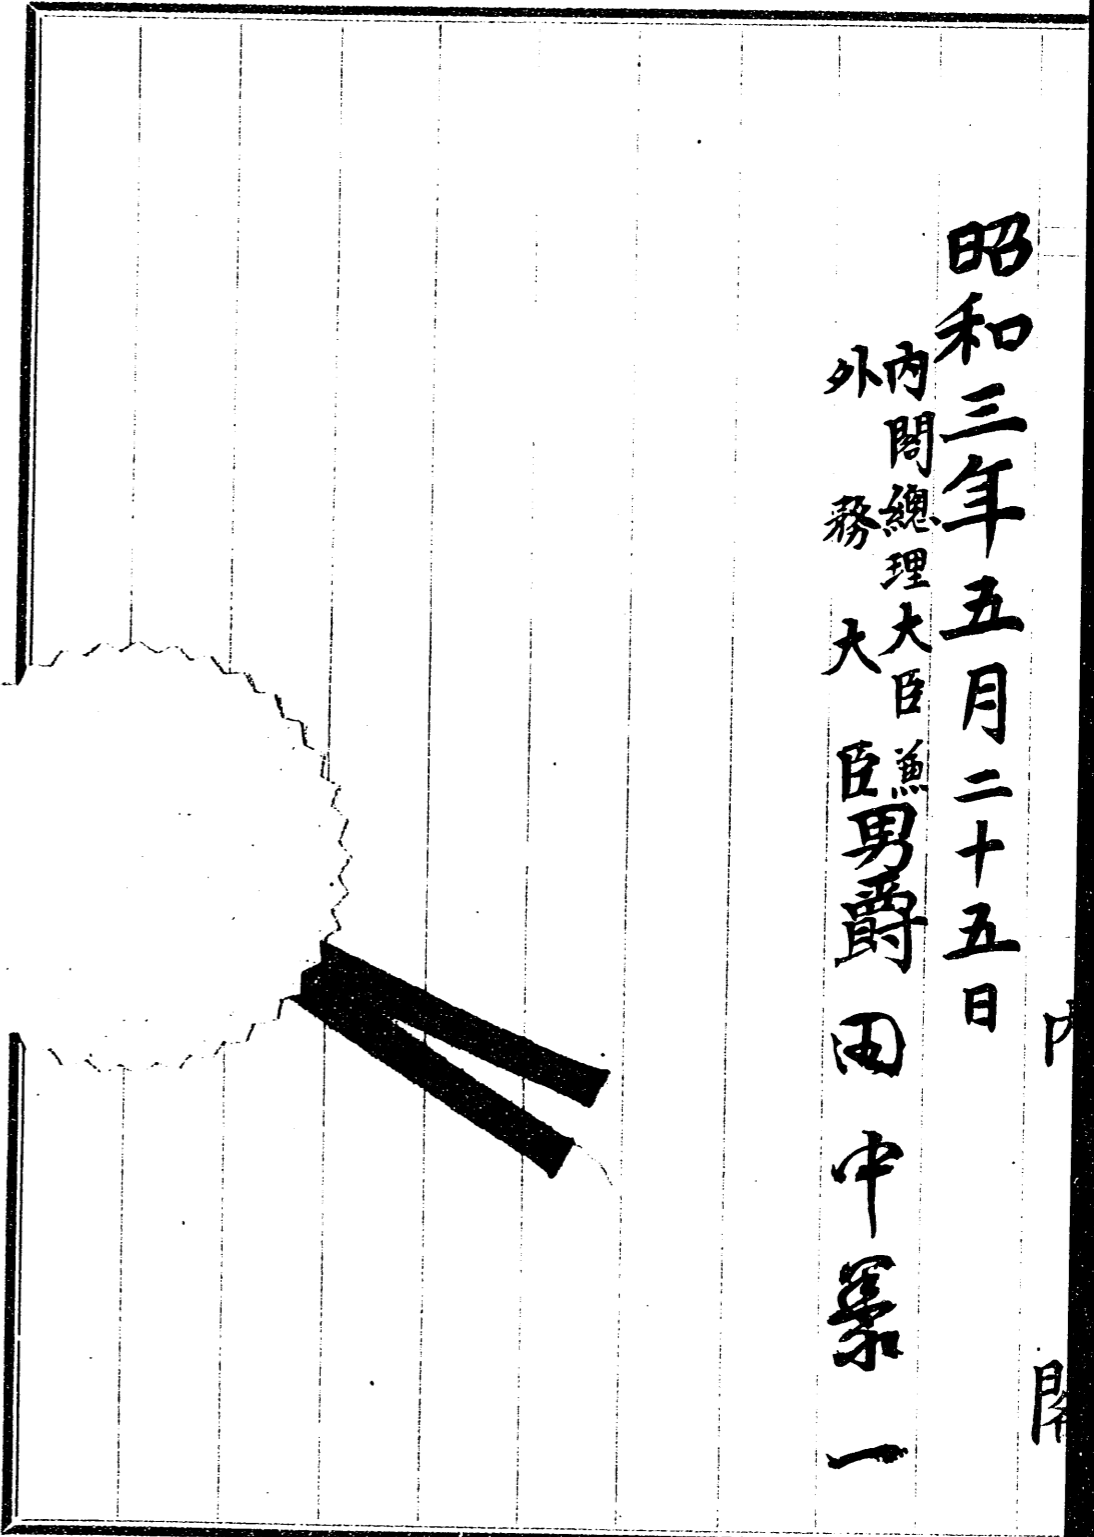 内閣
昭和三年五月二十五日
內閣總理大臣兼
外務大臣
男爵 田中義一